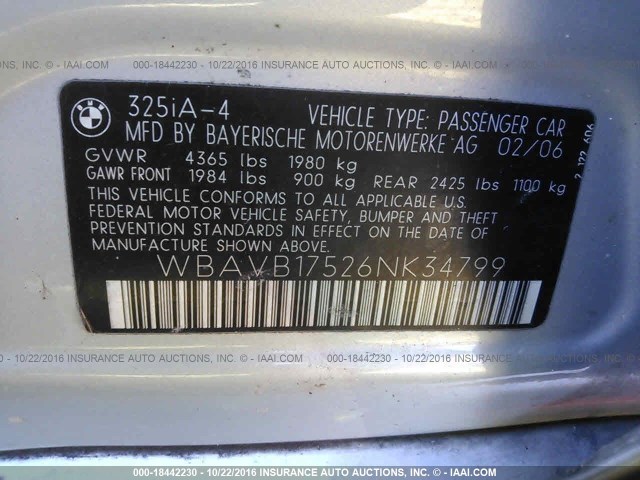 000-18442230 - 10/22/2016 INSURANCE AUTO AUCTIONS, INC. - © IAAI.COM
BMW
325iA-4 VEHICLE TYPE: PASSENGER CAR
MFD BY BAYERISCHE MOTORENWERKE AG 02/06
GVWR 4365 lbs 1980 kg
GAWR FRONT 1984 lbs 900 kg REAR 2425 lbs 1100 kg
THIS VEHICLE CONFORMS TO ALL APPLICABLE U.S.
FEDERAL MOTOR VEHICLE SAFETY, BUMPER AND THEFT
PREVENTION STANDARDS IN EFFECT ON THE DATE OF
MANUFACTURE SHOWN ABOVE.
WBAVB17526NK34799
000-18442230 - 10/22/2016 INSURANCE AUTO AUCTIONS, INC. - © IAAI.COM
000-18442230 - 10/22/2016 INSURANCE AUTO AUCTIONS, INC. - © IAAI.COM